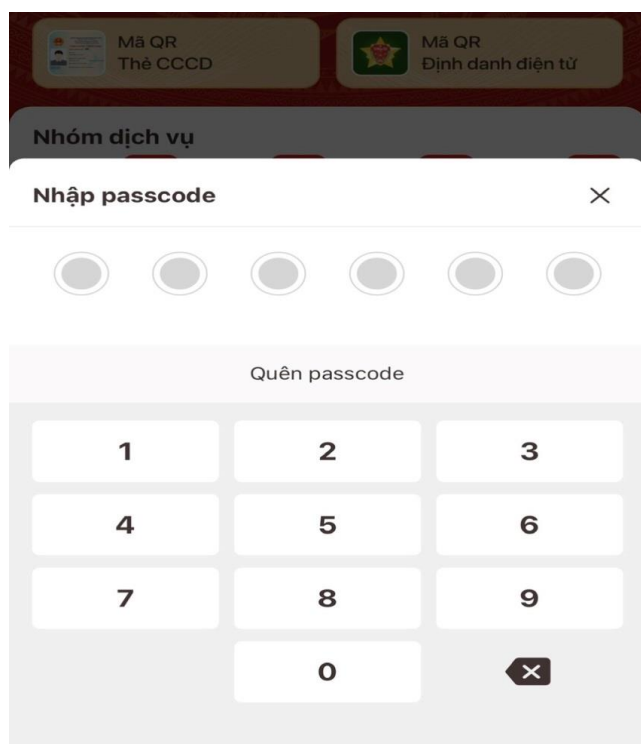 Mã QR
Thẻ CCCD
Mã QR
Định danh điện tử
Nhóm dịch vụ
Nhập passcode
Quên passcode
1 2 3
4 5 6
7 8 9
0